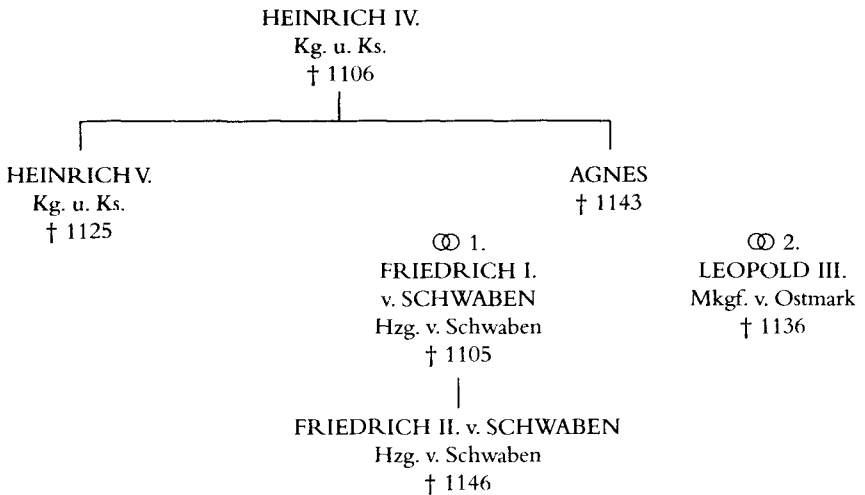 HEINRICH IV.
Kg. u. Ks.
† 1106
HEINRICH V.
Kg. u. Ks.
† 1125
AGNES
† 1143
⚭ 1.
FRIEDRICH I.
v. SCHWABEN
Hzg. v. Schwaben
† 1105
⚭ 2.
LEOPOLD III.
Mkgf. v. Ostmark
† 1136
FRIEDRICH II. v. SCHWABEN
Hzg. v. Schwaben
† 1146